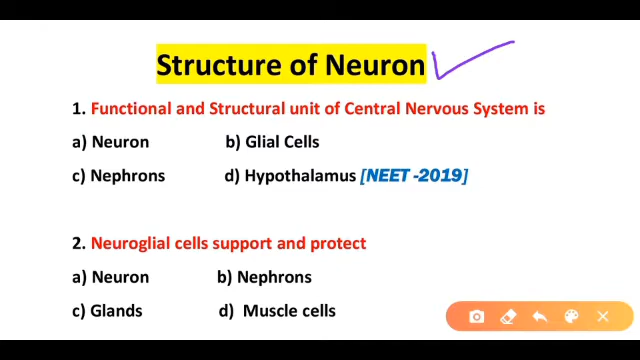 Structure of Neuron
1. Functional and Structural unit of Central Nervous System is
a) Neuron b) Glial Cells
c) Nephrons d) Hypothalamus [NEET -2019]
2. Neuroglial cells support and protect
a) Neuron b) Nephrons
c) Glands d) Muscle cells